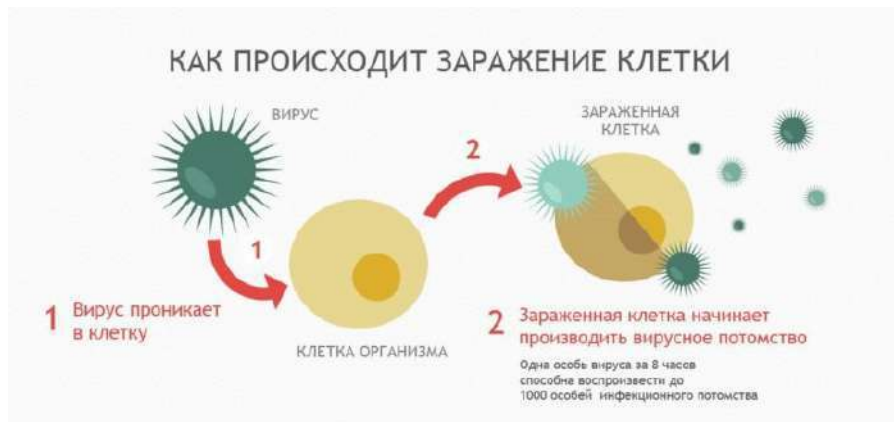 КАК ПРОИСХОДИТ ЗАРАЖЕНИЕ КЛЕТКИ
ВИРУС
1
КЛЕТКА ОРГАНИЗМА
1 Вирус проникает
в клетку
2
ЗАРАЖЕННАЯ
КЛЕТКА
2 Зараженная клетка начинает
производить вирусное потомство
Одна особь вируса за 8 часов
способна воспроизвести до
1000 особей инфекционного потомства